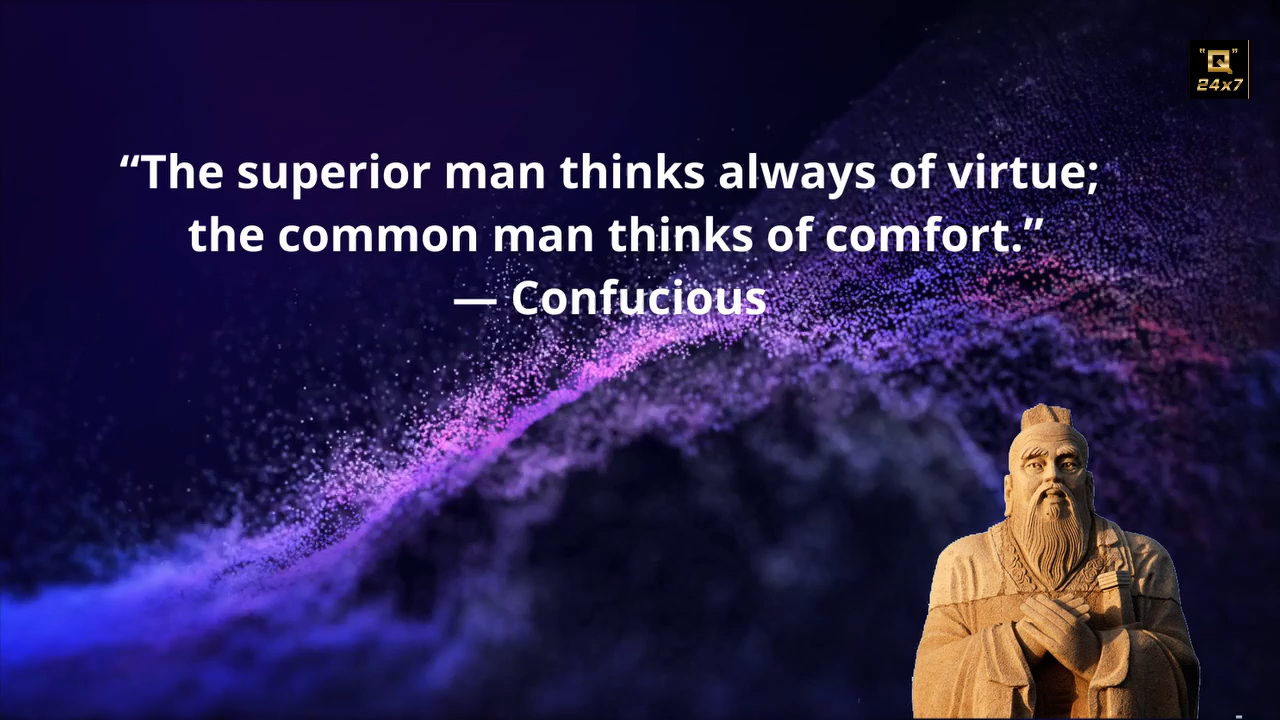 “The superior man thinks always of virtue;
the common man thinks of comfort.”
— Confucious
"Q"
24x7